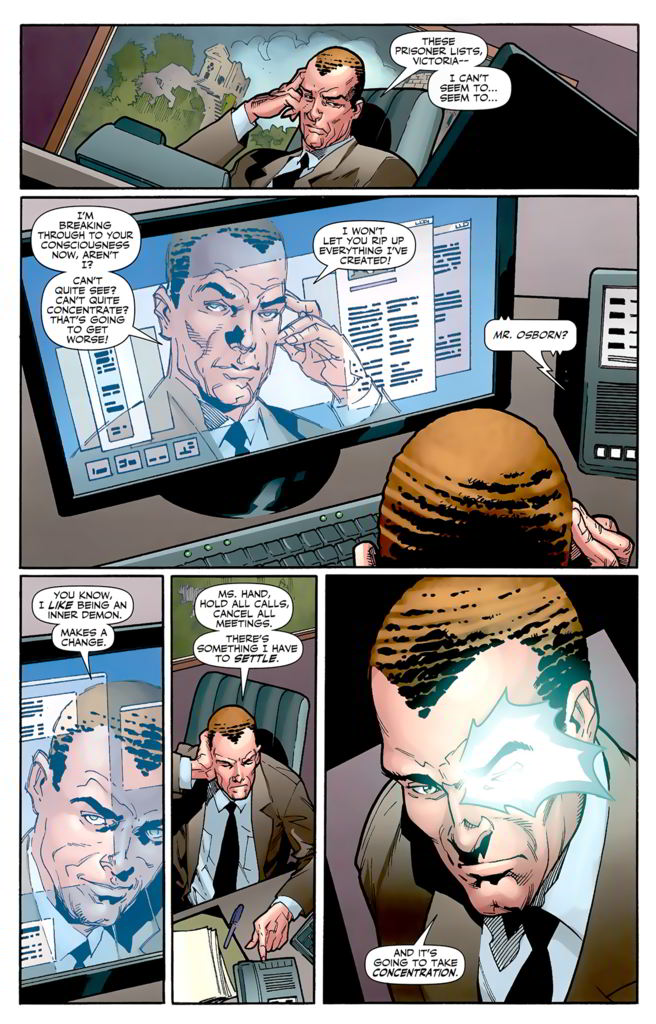 THESE
PRISONER LISTS,
VICTORIA--
I CAN'T
SEEM TO...
SEEM TO...
I'M
BREAKING
THROUGH TO YOUR
CONSCIOUSNESS
NOW, AREN'T
I?
CAN'T
QUITE SEE?
CAN'T QUITE
CONCENTRATE?
THAT'S GOING
TO GET
WORSE!
I WON'T
LET YOU RIP UP
EVERYTHING I'VE
CREATED!
MR. OSBORN?
YOU KNOW,
I LIKE BEING AN
INNER DEMON.
MAKES A
CHANGE.
MS. HAND,
HOLD ALL CALLS,
CANCEL ALL
MEETINGS.
THERE'S
SOMETHING I HAVE
TO SETTLE.
AND IT'S
GOING TO TAKE
CONCENTRATION.